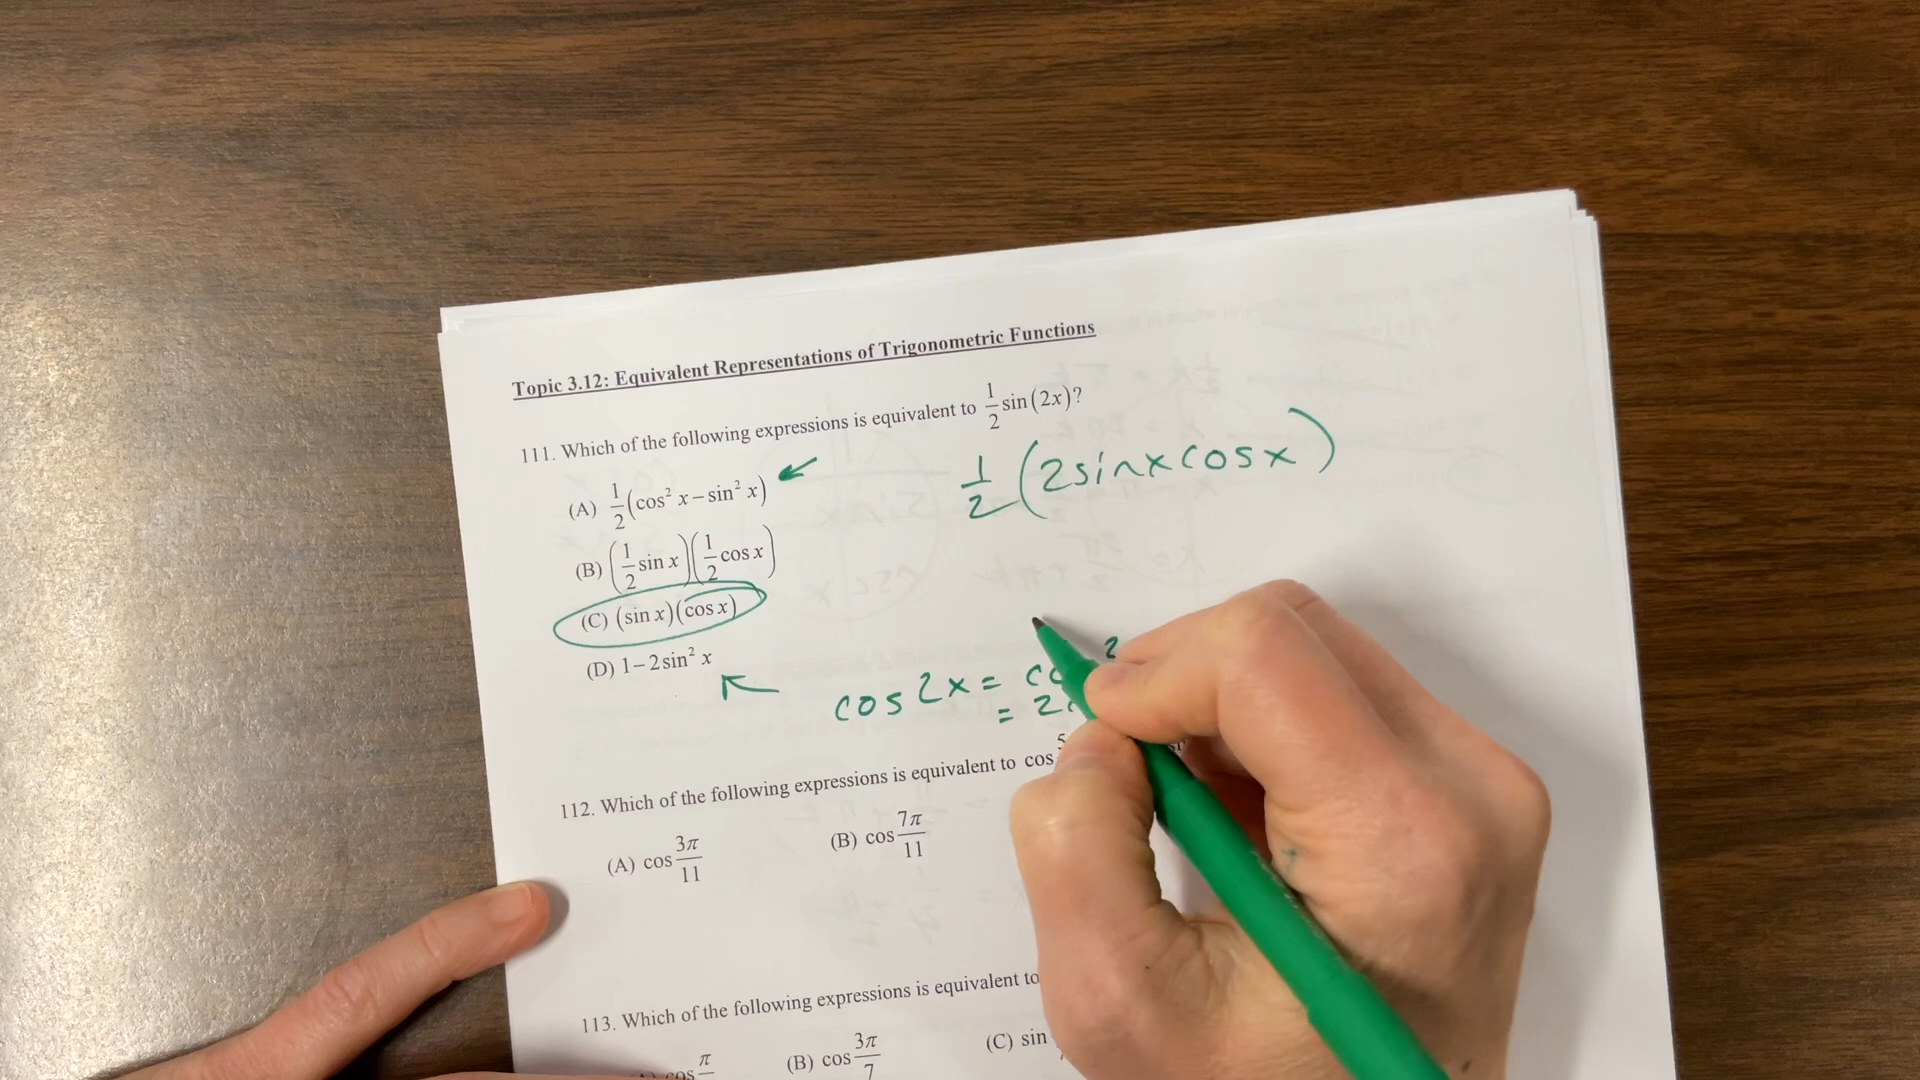 Topic 3.12: Equivalent Representations of Trigonometric Functions
111. Which of the following expressions is equivalent to 1/2 sin(2x)?
(A) 1/2 (cos² x − sin² x)
1/2 (2sinxcosx)
(B) (1/2 sin x)(1/2 cos x)
(C) (sin x)(cos x)
(D) 1 − 2sin² x
cos2x =
= 2
112. Which of the following expressions is equivalent to cos
(A) cos 3π/11 (B) cos 7π/11
113. Which of the following expressions is equivalent to
cos π (B) cos 3π/7 (C) sin